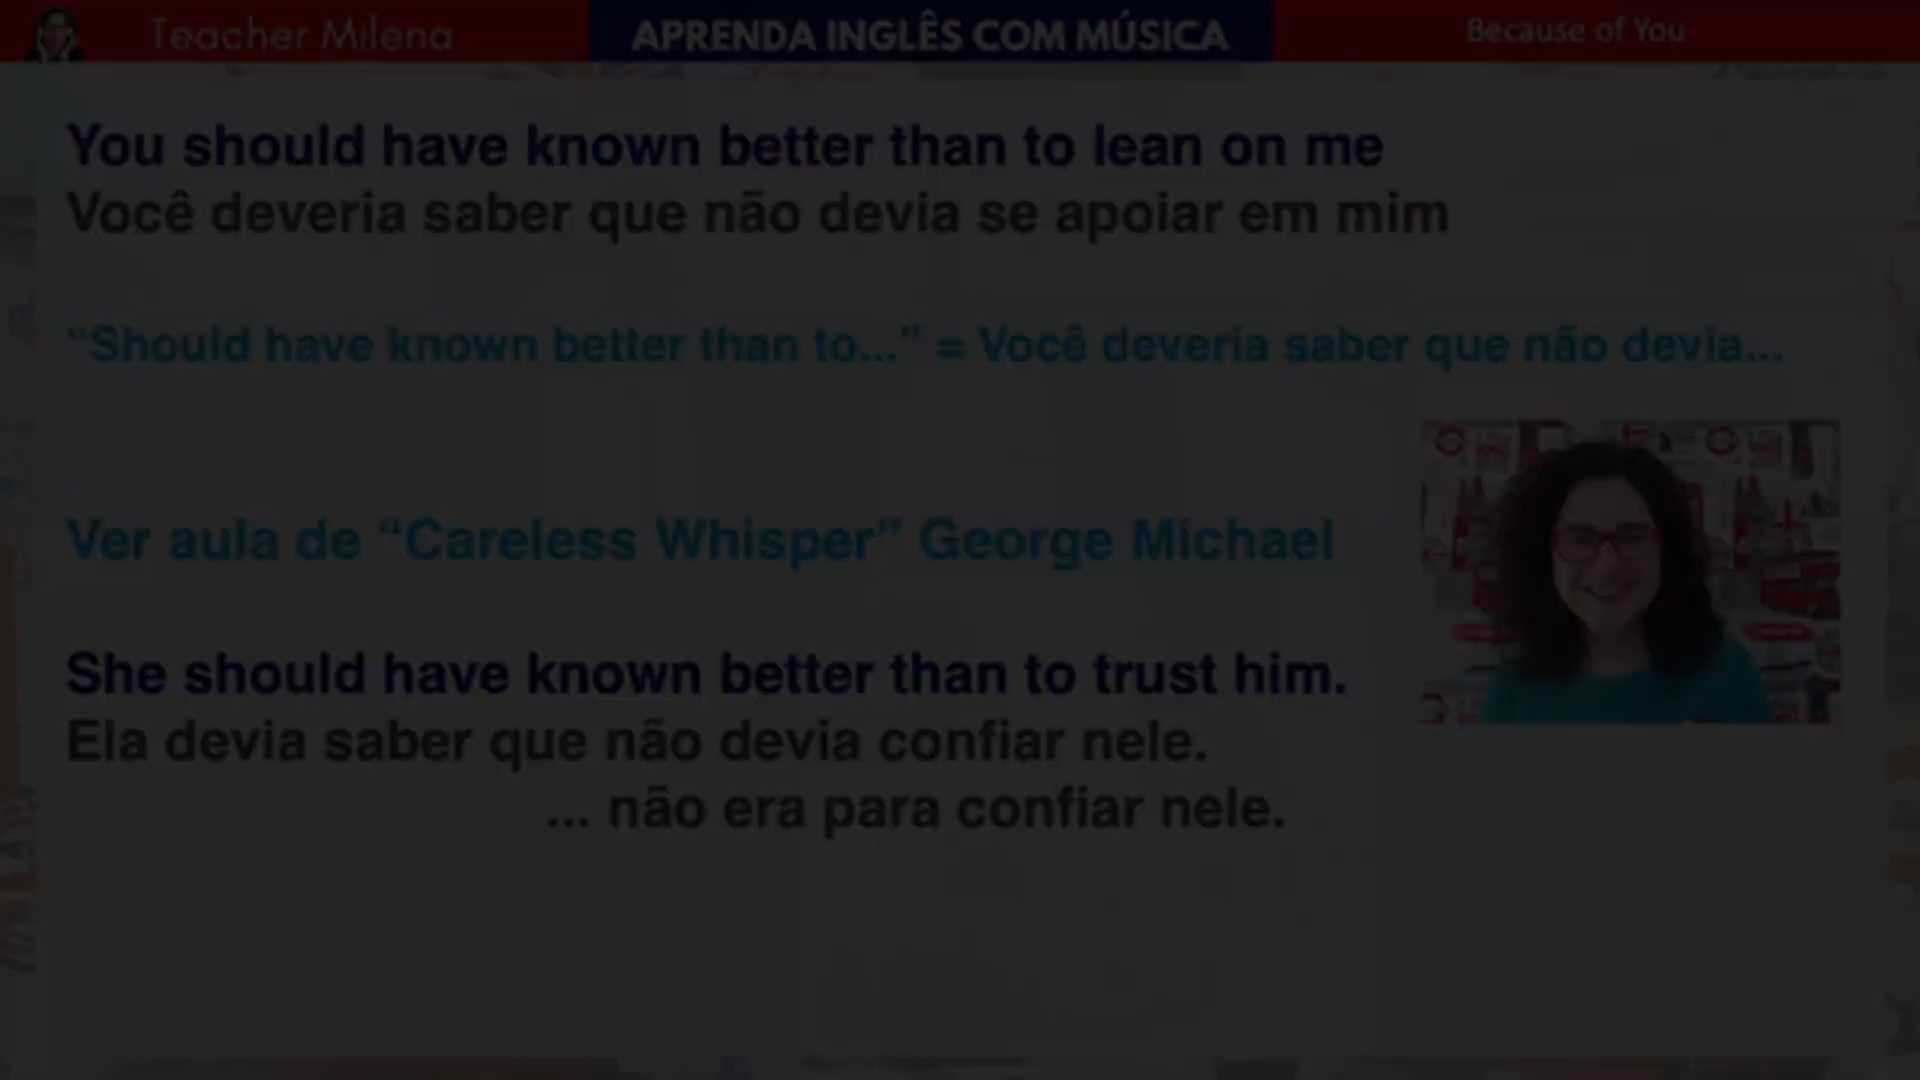 Teacher Milena
APRENDA INGLÊS COM MÚSICA
Because of You
You should have known better than to lean on me
Você deveria saber que não devia se apoiar em mim
“Should have known better than to...” = Você deveria saber que não devia...
Ver aula de “Careless Whisper” George Michael
She should have known better than to trust him.
Ela devia saber que não devia confiar nele.
... não era para confiar nele.